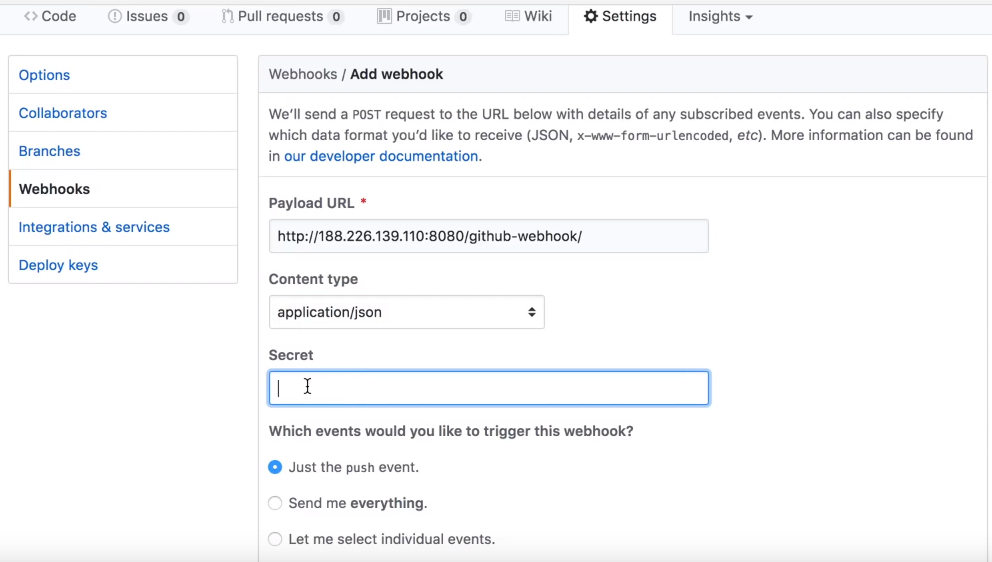 Code Issues 0 Pull requests 0 Projects 0 Wiki Settings Insights
Options
Collaborators
Branches
Webhooks
Integrations & services
Deploy keys
Webhooks / Add webhook
We’ll send a POST request to the URL below with details of any subscribed events. You can also specify
which data format you’d like to receive (JSON, x-www-form-urlencoded, etc). More information can be found
in our developer documentation.
Payload URL *
http://188.226.139.110:8080/github-webhook/
Content type
application/json
Secret
Which events would you like to trigger this webhook?
Just the push event.
Send me everything.
Let me select individual events.